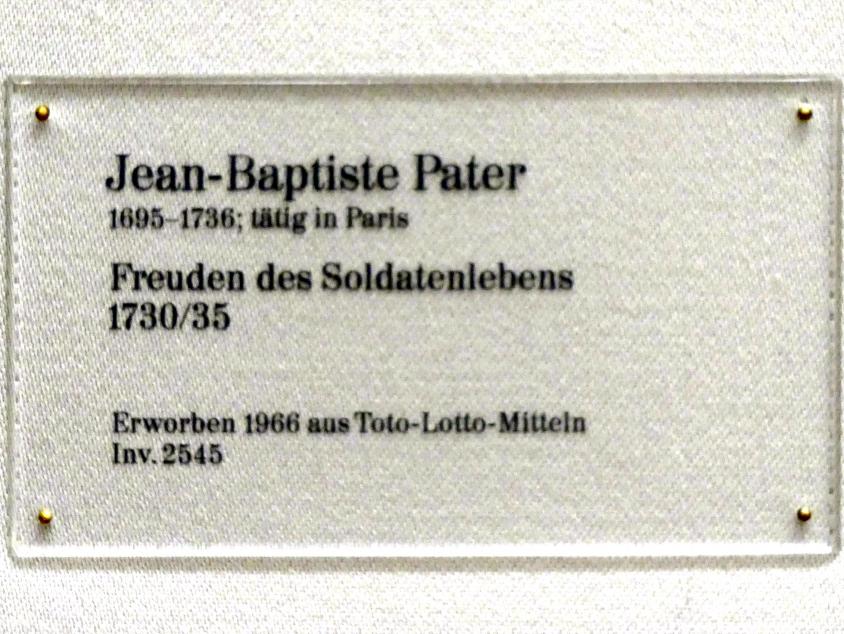 Jean-Baptiste Pater
1695–1736; tätig in Paris
Freuden des Soldatenlebens
1730/35
Erworben 1966 aus Toto-Lotto-Mitteln
Inv. 2545